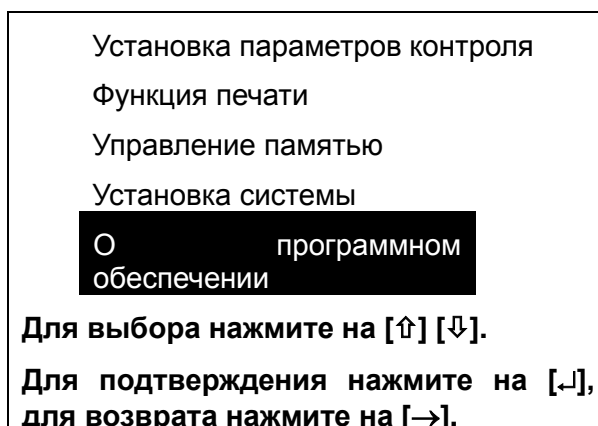 Установка параметров контроля
Функция печати
Управление памятью
Установка системы
О программном
обеспечении
Для выбора нажмите на [⇧] [⇩].
Для подтверждения нажмите на [↵],
для возврата нажмите на [→].